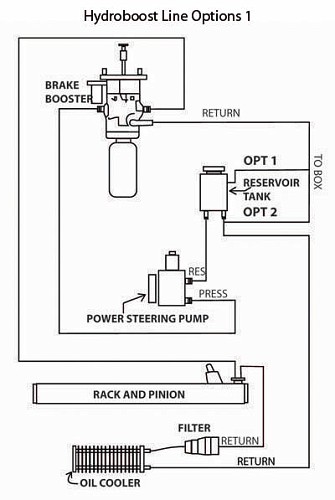 Hydroboost Line Options 1
BRAKE
BOOSTER
RETURN
OPT 1
RESERVOIR
TANK
OPT 2
TO BOX
RES
PRESS
POWER STEERING PUMP
RACK AND PINION
FILTER
RETURN
RETURN
OIL COOLER